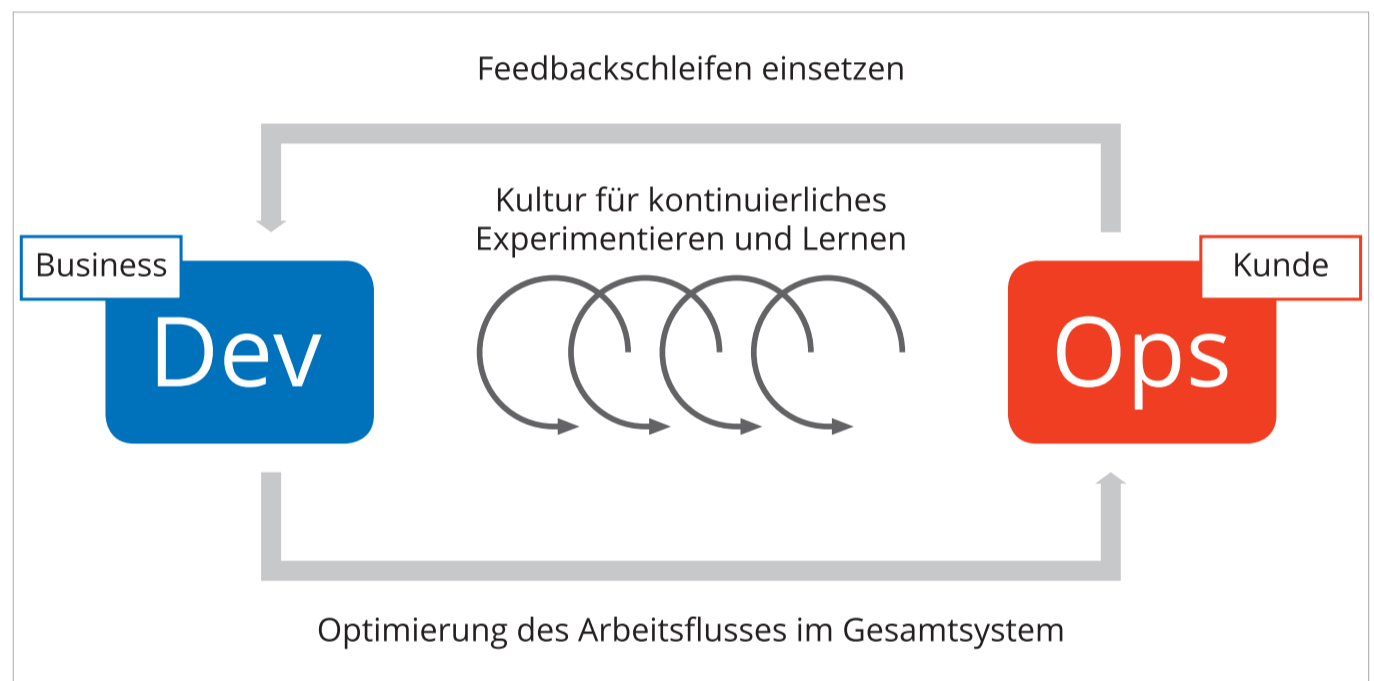 Feedbackschleifen einsetzen
Kultur für kontinuierliches
Experimentieren und Lernen
Business
Dev
Kunde
Ops
Optimierung des Arbeitsflusses im Gesamtsystem